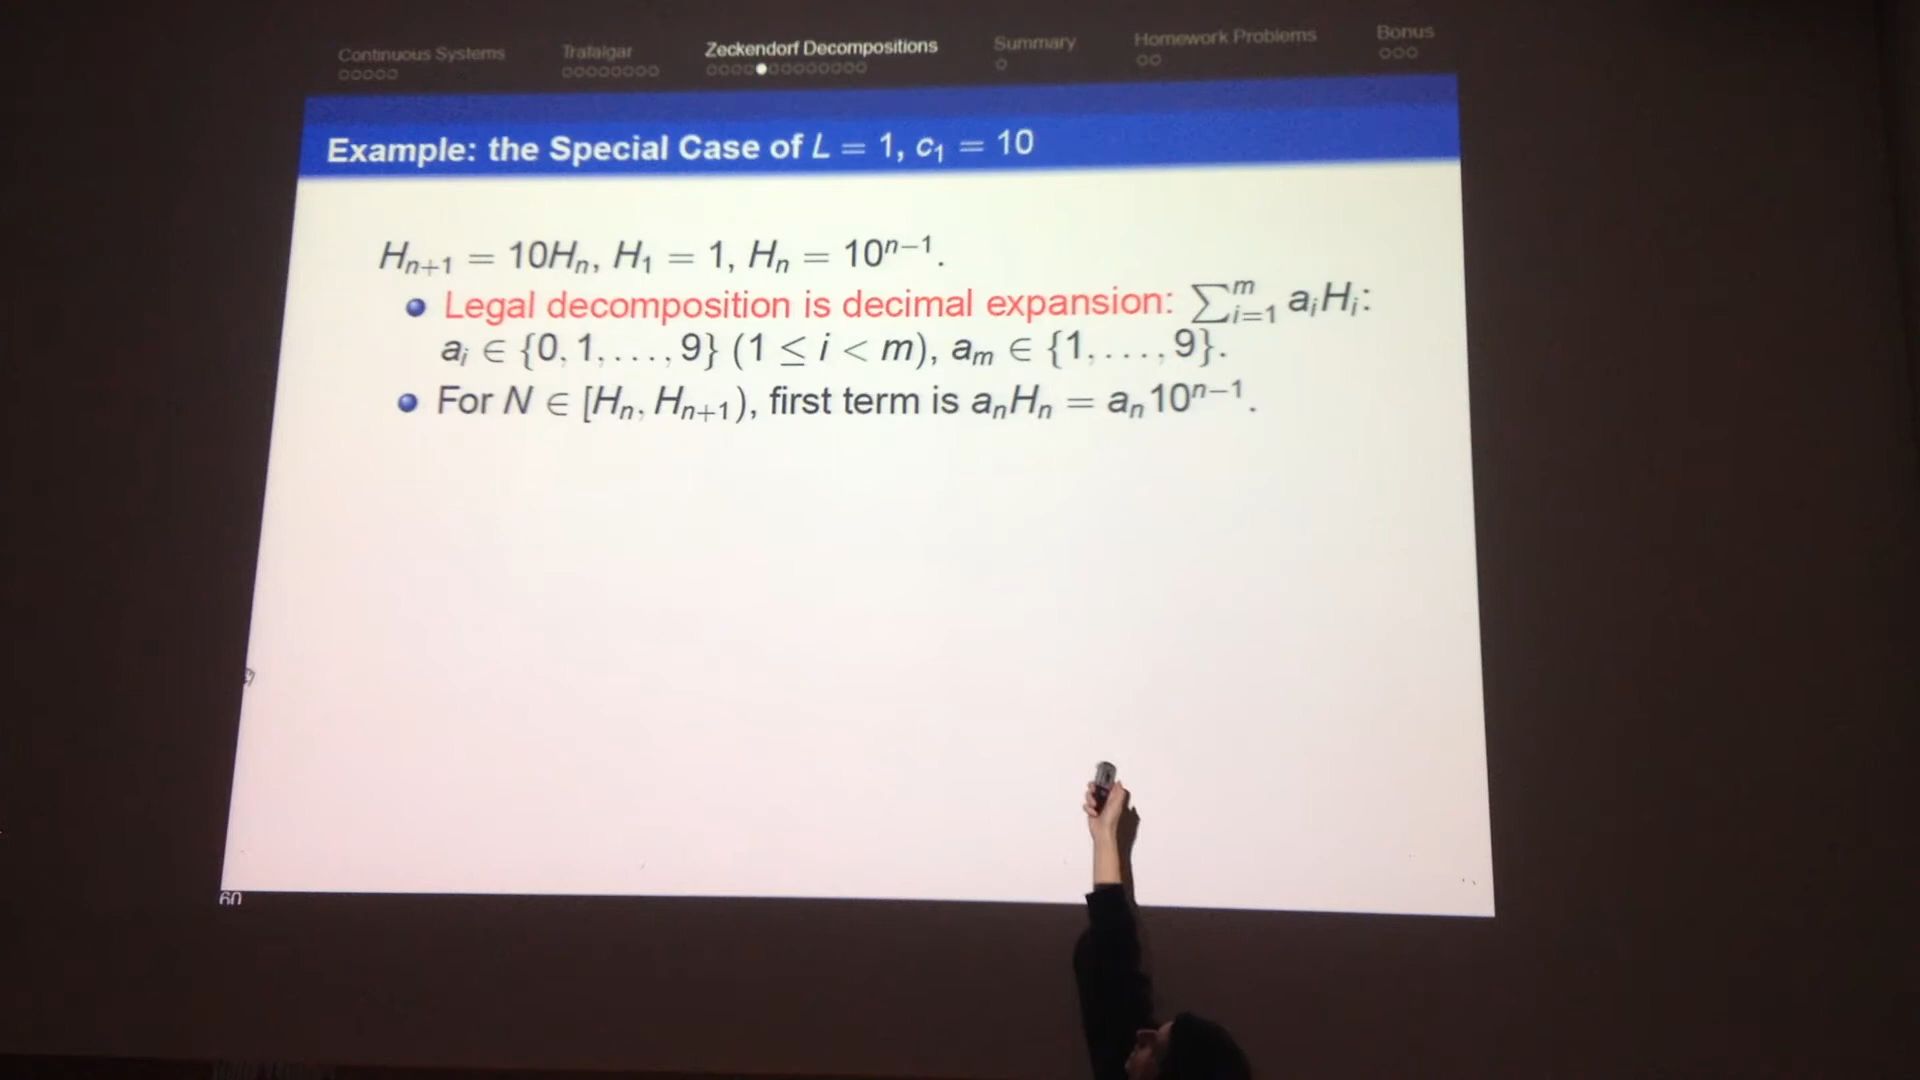 Continuous Systems Trafalgar Zeckendorf Decompositions Summary Homework Problems Bonus
Example: the Special Case of L = 1, c₁ = 10
Hₙ₊₁ = 10Hₙ, H₁ = 1, Hₙ = 10ⁿ⁻¹.
Legal decomposition is decimal expansion: ∑ᵢ₌₁ᵐ aᵢHᵢ:
aᵢ ∈ {0, 1, . . . , 9} (1 ≤ i < m), aₘ ∈ {1, . . . , 9}.
For N ∈ [Hₙ, Hₙ₊₁), first term is aₙHₙ = aₙ10ⁿ⁻¹.
60